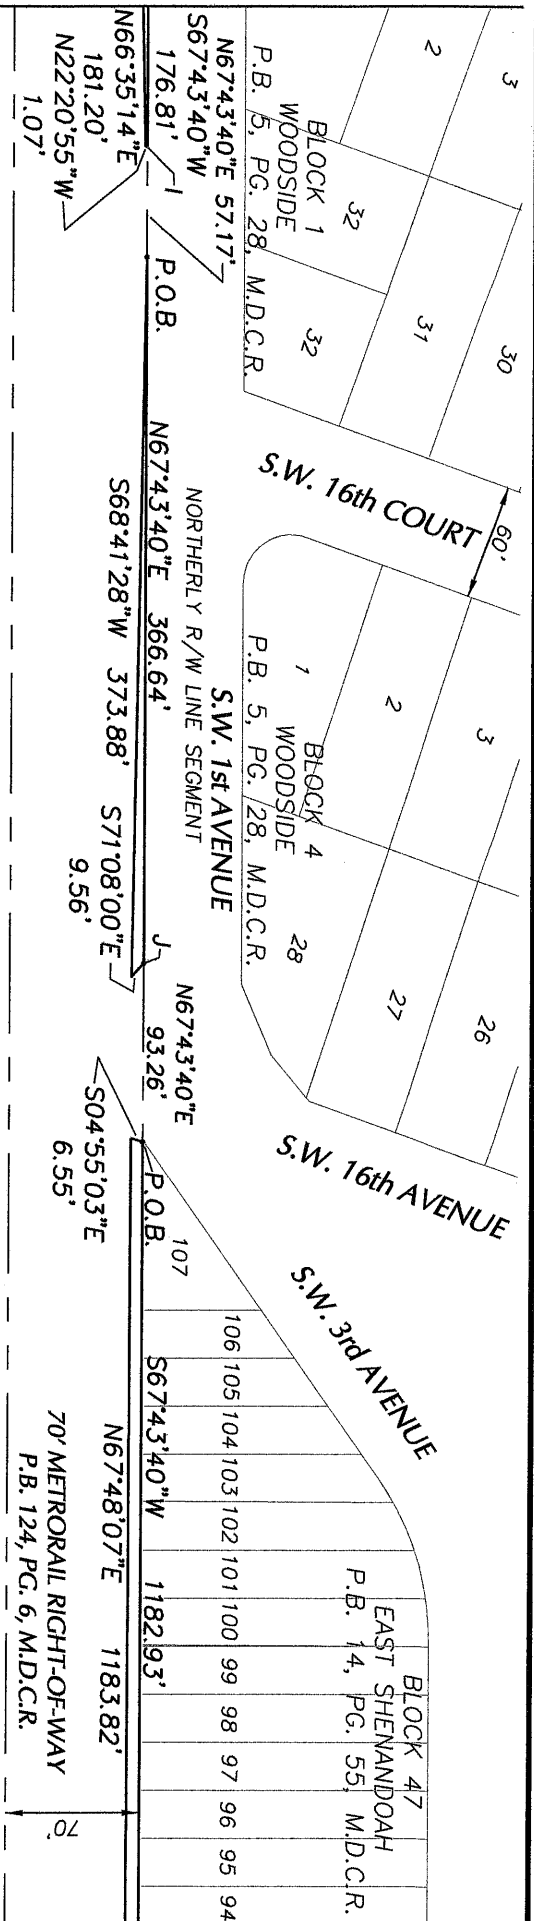 3
2
30
31
32
32
BLOCK 1
WOODSIDE
P.B. 5, PG. 28, M.D.C.R.
N67°43'40"E 57.17'
S67°43'40"W
176.81'
I
N66°35'14"E
181.20'
N22°20'55"W
1.07'
P.O.B.
S.W. 16th COURT
60'
3
2
1
BLOCK 4
WOODSIDE
P.B. 5, PG. 28, M.D.C.R.
26
27
28
S.W. 1st AVENUE
NORTHERLY R/W LINE SEGMENT
N67°43'40"E 366.64'
S68°41'28"W 373.88'
S71°08'00"E
9.56'
J
N67°43'40"E
93.26'
S.W. 16th AVENUE
S.W. 3rd AVENUE
S04°55'03"E
6.55'
P.O.B.
107
106 105 104 103 102 101 100 99 98 97 96 95 94
BLOCK 47
EAST SHENANDOAH
P.B. 14, PG. 55, M.D.C.R.
S67°43'40"W 1182.93'
N67°48'07"E 1183.82'
70' METRORAIL RIGHT-OF-WAY
P.B. 124, PG. 6, M.D.C.R.
70'